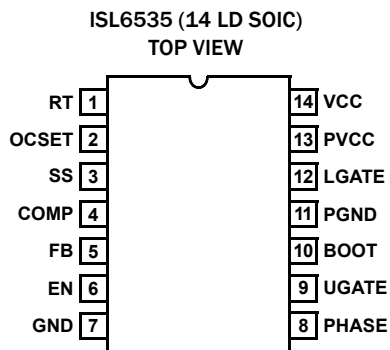 ISL6535 (14 LD SOIC)
TOP VIEW
RT 1 14 VCC
OCSET 2 13 PVCC
SS 3 12 LGATE
COMP 4 11 PGND
FB 5 10 BOOT
EN 6 9 UGATE
GND 7 8 PHASE